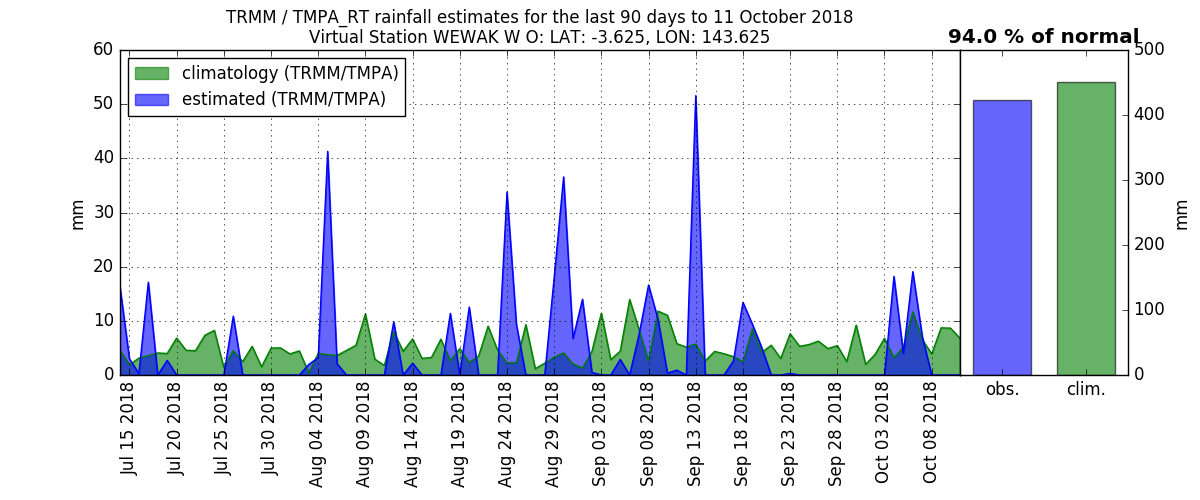 TRMM / TMPA_RT rainfall estimates for the last 90 days to 11 October 2018
Virtual Station WEWAK W O: LAT: -3.625, LON: 143.625
94.0 % of normal
climatology (TRMM/TMPA)
estimated (TRMM/TMPA)
60
50
40
30
20
10
0
mm
Jul 15 2018
Jul 20 2018
Jul 25 2018
Jul 30 2018
Aug 04 2018
Aug 09 2018
Aug 14 2018
Aug 19 2018
Aug 24 2018
Aug 29 2018
Sep 03 2018
Sep 08 2018
Sep 13 2018
Sep 18 2018
Sep 23 2018
Sep 28 2018
Oct 03 2018
Oct 08 2018
obs.
clim.
500
400
300
200
100
0
mm